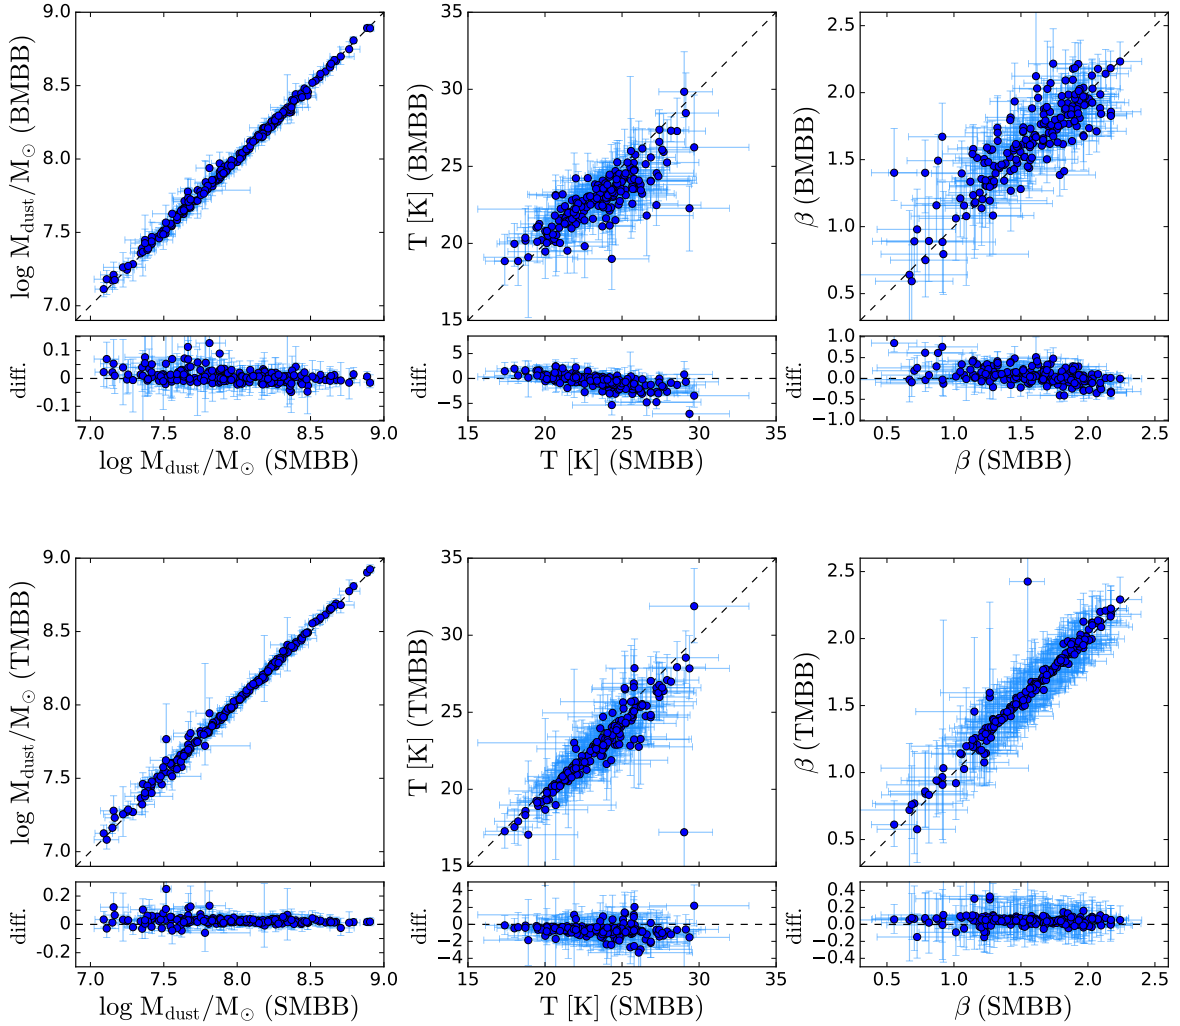 9.0 8.5 8.0 7.5 7.0
log M_dust/M_⊙ (BMBB)
35 30 25 20 15
T [K] (BMBB)
2.5 2.0 1.5 1.0 0.5
β (BMBB)
0.1 0 -0.1
diff.
5 0 −5
diff.
1.0 0.5 0.0 −0.5 −1.0
diff.
7.0 7.5 8.0 8.5 9.0
15 20 25 30 35
0.5 1.0 1.5 2.0 2.5
log M_dust/M_⊙ (SMBB)
T [K] (SMBB)
β (SMBB)
9.0 8.5 8.0 7.5 7.0
log M_dust/M_⊙ (TMBB)
35 30 25 20 15
T [K] (TMBB)
2.5 2.0 1.5 1.0 0.5
β (TMBB)
0.2 0 -0.2
diff.
4 2 0 −2 −4
diff.
0.4 0.2 0.0 −0.2 −0.4
diff.
7.0 7.5 8.0 8.5 9.0
15 20 25 30 35
0.5 1.0 1.5 2.0 2.5
log M_dust/M_⊙ (SMBB)
T [K] (SMBB)
β (SMBB)